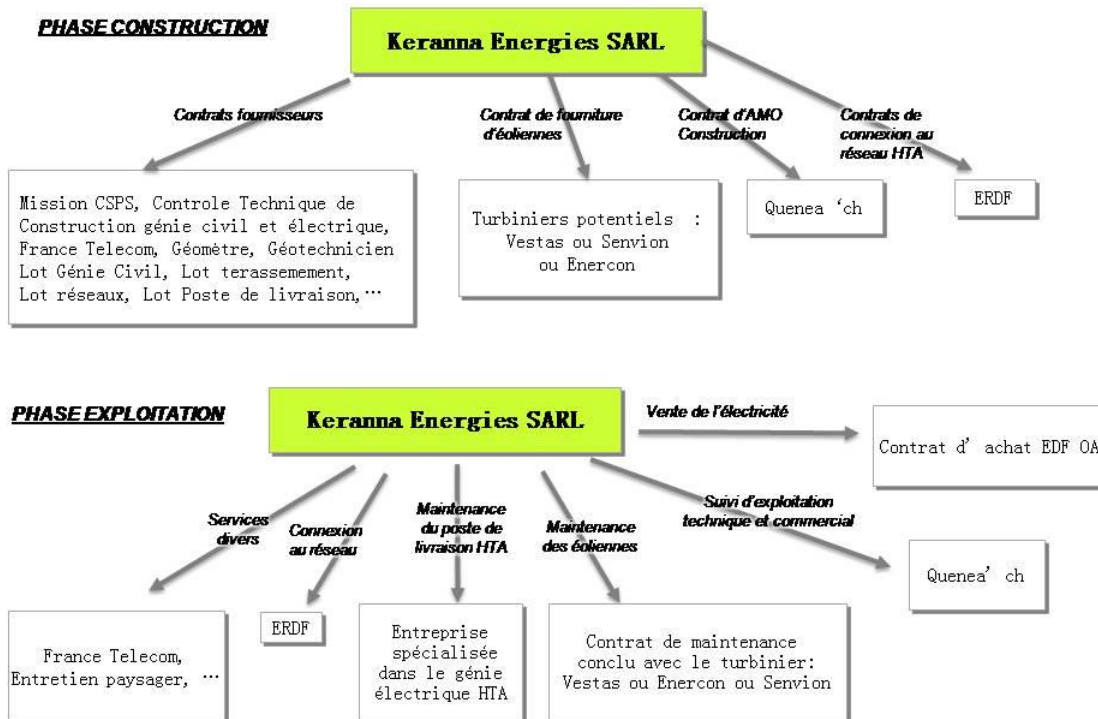 PHASE CONSTRUCTION
Keranna Energies SARL
Contrats fournisseurs
Contrat de fourniture
d'éoliennes
Contrat d'AMO
Construction
Contrats de
connexion au
réseau HTA
Mission CSPS, Controle Technique de
Construction génie civil et électrique,
France Telecom, Géomètre, Géotechnicien
Lot Génie Civil, Lot terassemement,
Lot réseaux, Lot Poste de livraison,…
Turbiniers potentiels :
Vestas ou Senvion
ou Enercon
Quenea ‘ch
ERDF
PHASE EXPLOITATION
Keranna Energies SARL
Vente de l'électricité
Contrat d’ achat EDF OA
Services
divers
Connexion
au réseau
Maintenance
du poste de
livraison HTA
Maintenance
des éoliennes
Suivi d'exploitation
technique et commercial
Quenea’ ch
France Telecom,
Entretien paysager, …
ERDF
Entreprise
spécialisée
dans le génie
électrique HTA
Contrat de maintenance
conclu avec le turbinier:
Vestas ou Enercon ou Senvion